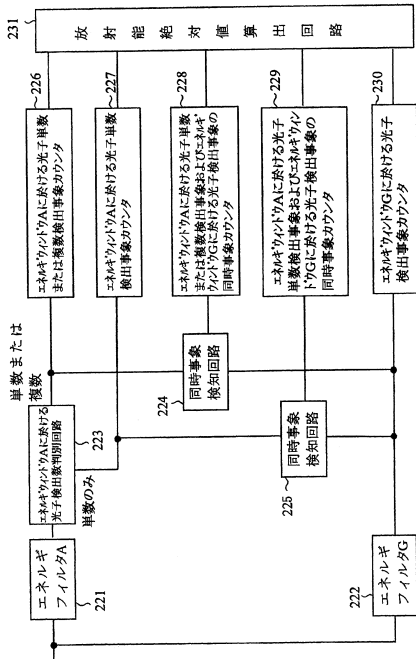 231
放射能絶対値算出回路
226
エネルギウィンドウAに於ける光子単数
または複数検出事象カウンタ
227
エネルギウィンドウAに於ける光子単数
検出事象カウンタ
228
エネルギウィンドウAに於ける光子単数
または複数検出事象およびエネルギ
ウィンドウGに於ける光子検出事象の
同時事象カウンタ
229
エネルギウィンドウAに於ける光子
単数検出事象およびエネルギウィン
ドウGに於ける光子検出事象の
同時事象カウンタ
230
エネルギウィンドウGに於ける光子
検出事象カウンタ
単数または
複数
同時事象
検知回路
224
同時事象
検知回路
225
エネルギウィンドウAに於ける
光子検出数判別回路
223
単数のみ
エネルギ
フィルタA
221
エネルギ
フィルタG
222